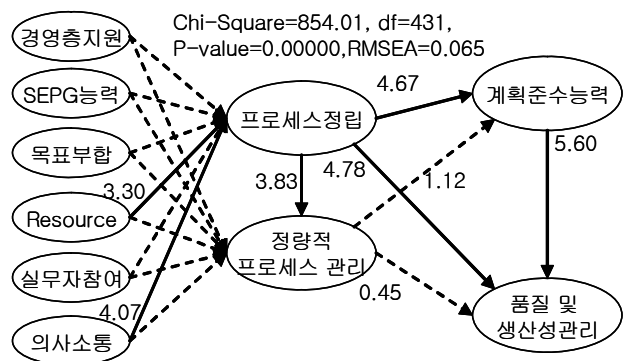 Chi-Square=854.01, df=431,
P-value=0.00000,RMSEA=0.065
경영층지원
SEPG능력
목표부합
Resource
실무자참여
의사소통
3.30
4.07
프로세스정립
정량적
프로세스 관리
3.83
4.67
4.78
1.12
0.45
계획준수능력
5.60
품질 및
생산성관리